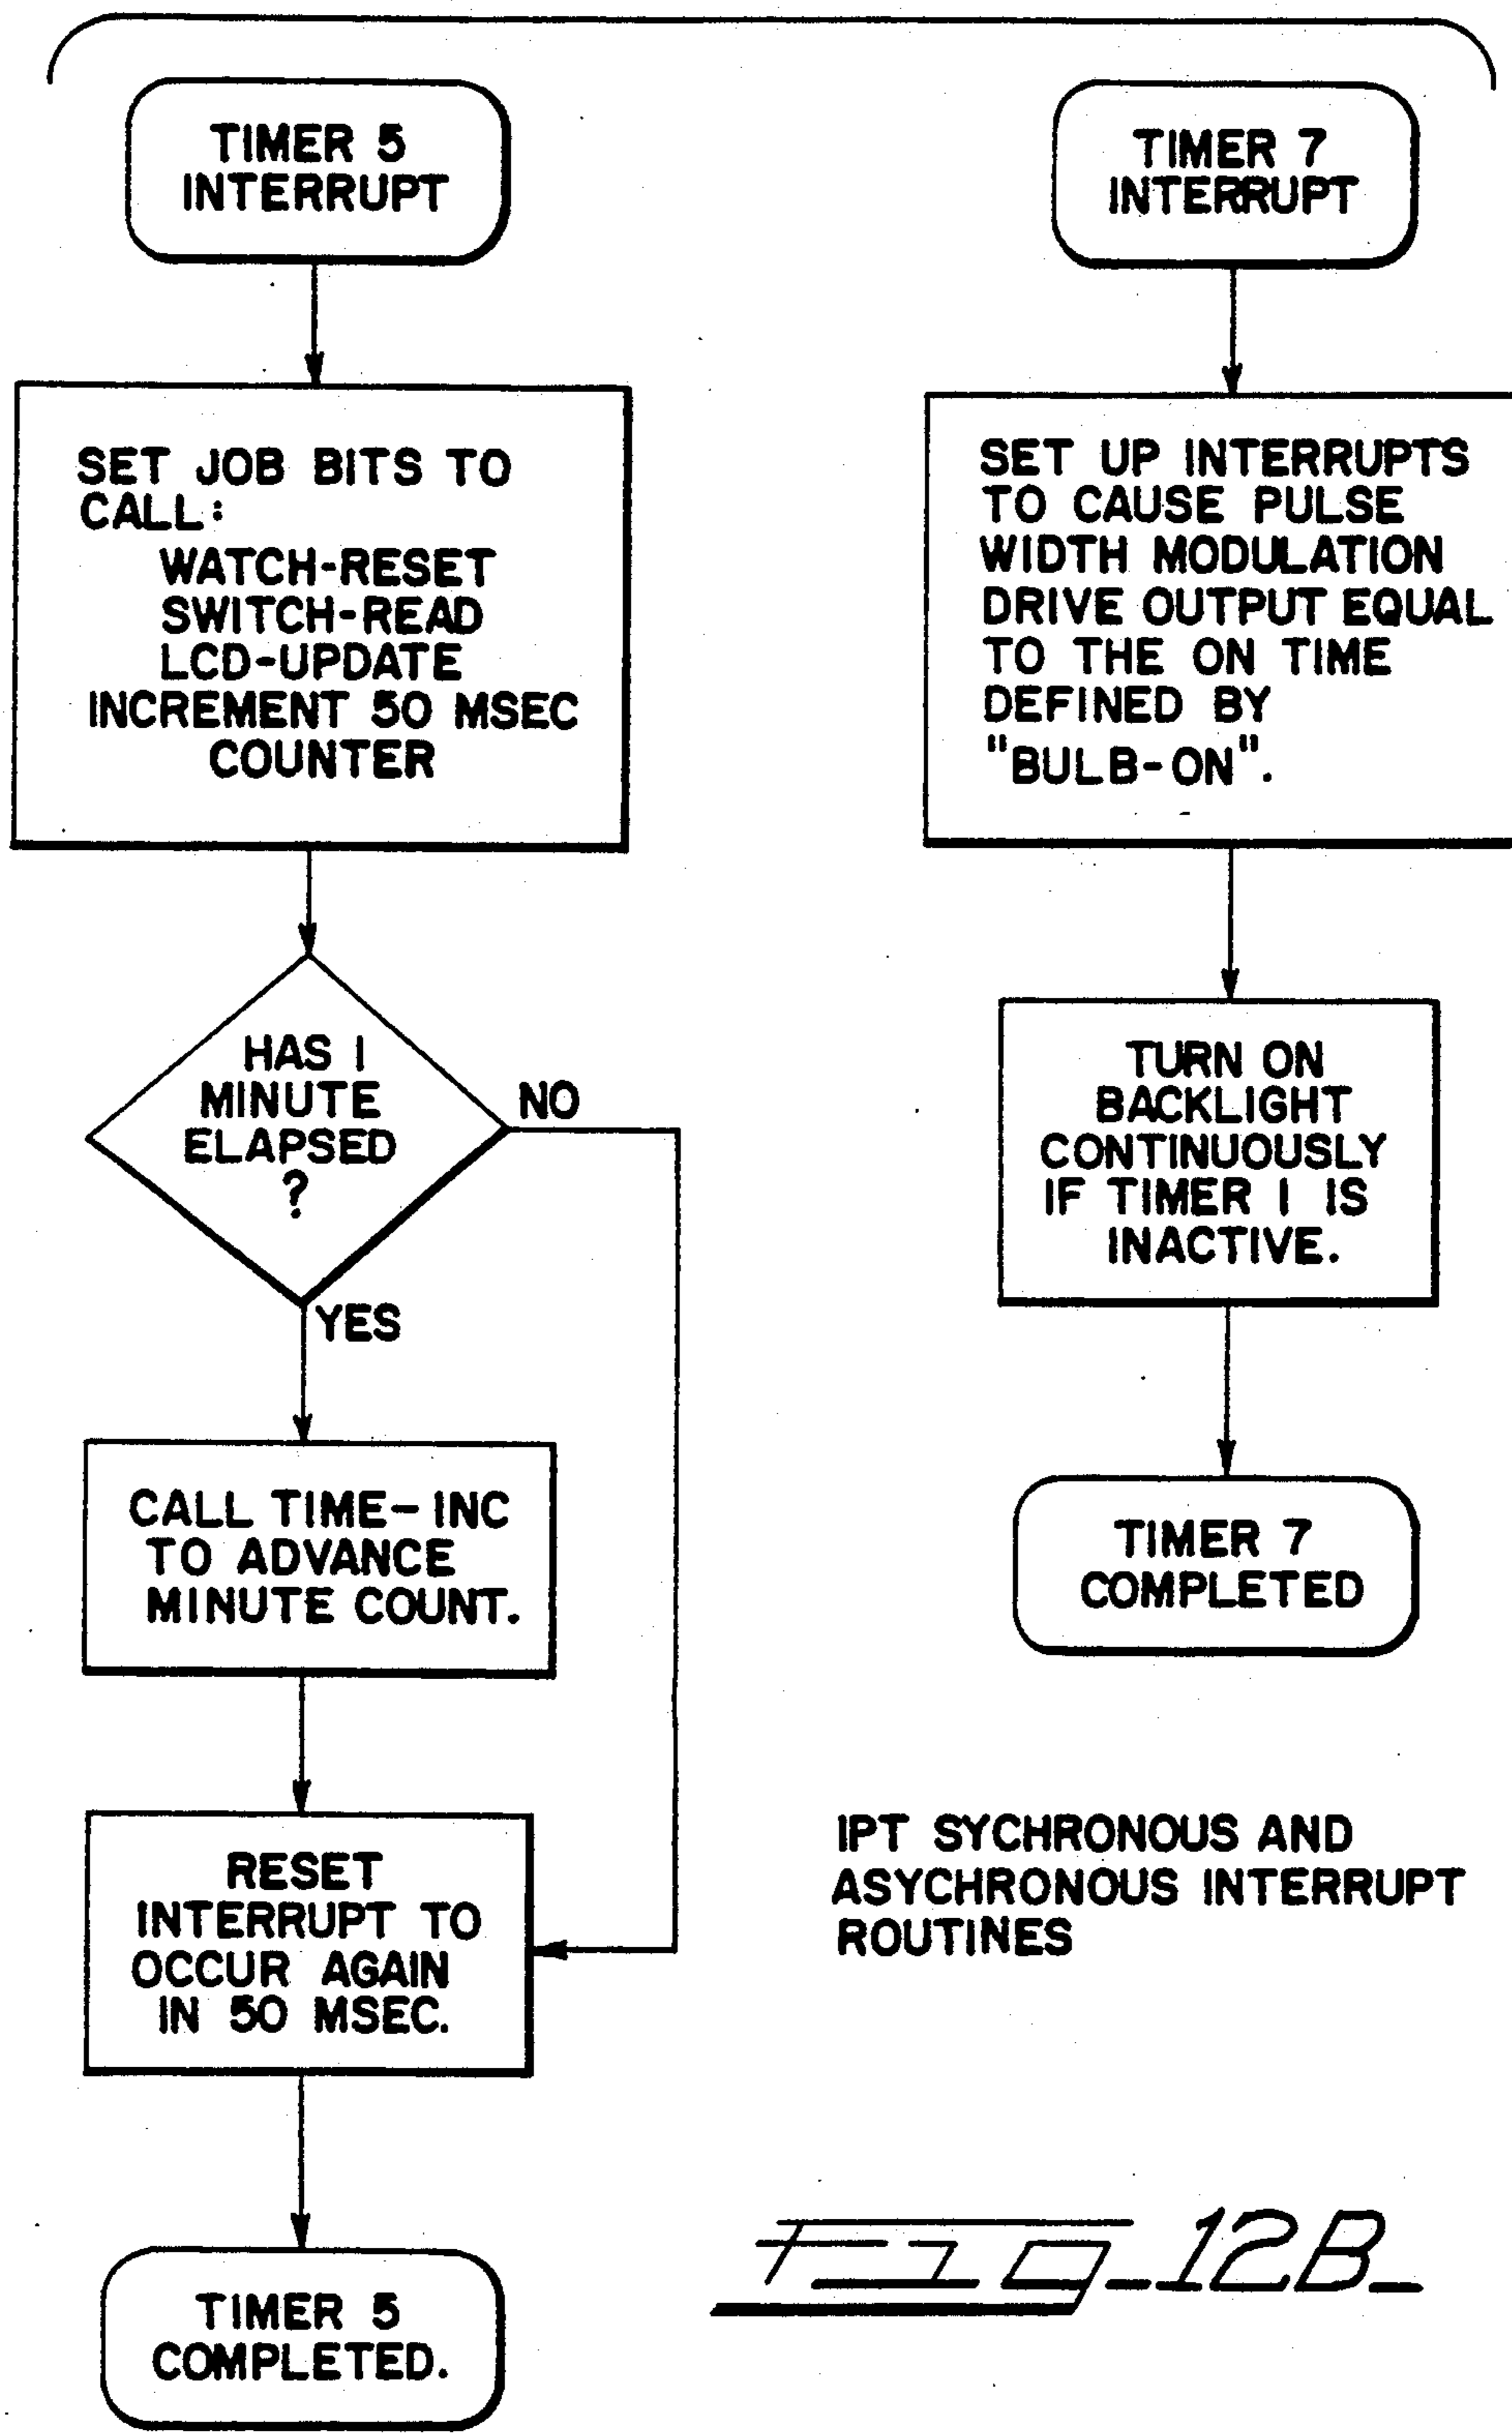 TIMER 5
INTERRUPT
SET JOB BITS TO
CALL:
WATCH-RESET
SWITCH-READ
LCD-UPDATE
INCREMENT 50 MSEC
COUNTER
HAS 1
MINUTE
ELAPSED
?
NO
YES
CALL TIME-INC
TO ADVANCE
MINUTE COUNT.
RESET
INTERRUPT TO
OCCUR AGAIN
IN 50 MSEC.
TIMER 5
COMPLETED.
TIMER 7
INTERRUPT
SET UP INTERRUPTS
TO CAUSE PULSE
WIDTH MODULATION
DRIVE OUTPUT EQUAL
TO THE ON TIME
DEFINED BY
"BULB-ON".
TURN ON
BACKLIGHT
CONTINUOUSLY
IF TIMER 1 IS
INACTIVE.
TIMER 7
COMPLETED
IPT SYCHRONOUS AND
ASYCHRONOUS INTERRUPT
ROUTINES
Fig_12B_